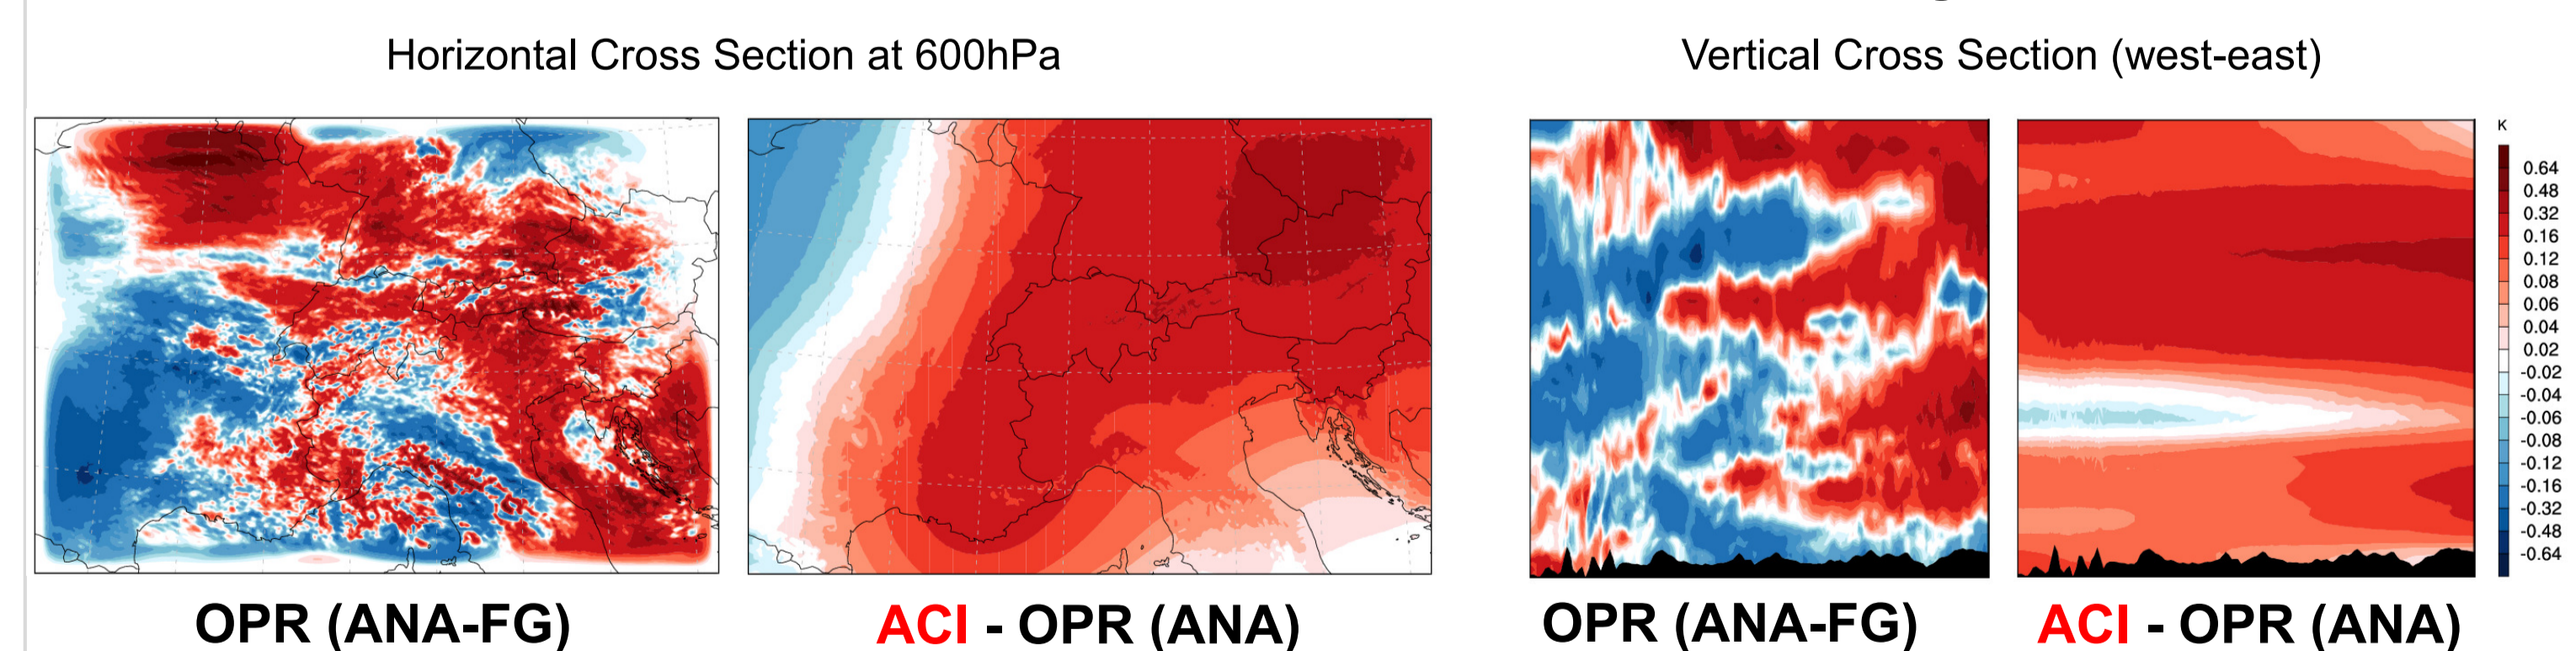 Horizontal Cross Section at 600hPa
Vertical Cross Section (west-east)
K
0.64
0.48
0.32
0.16
0.12
0.08
0.06
0.04
0.02
-0.02
-0.04
-0.06
-0.08
-0.12
-0.16
-0.32
-0.48
-0.64
OPR (ANA-FG)
ACI - OPR (ANA)
OPR (ANA-FG)
ACI - OPR (ANA)